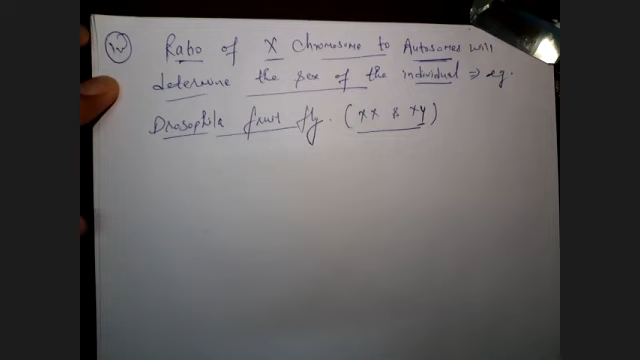 (iv) Ratio of X Chromosome to Autosomes will
determine the sex of the individual ⇒ eg.
Drosophila fruit fly. (XX & XY)